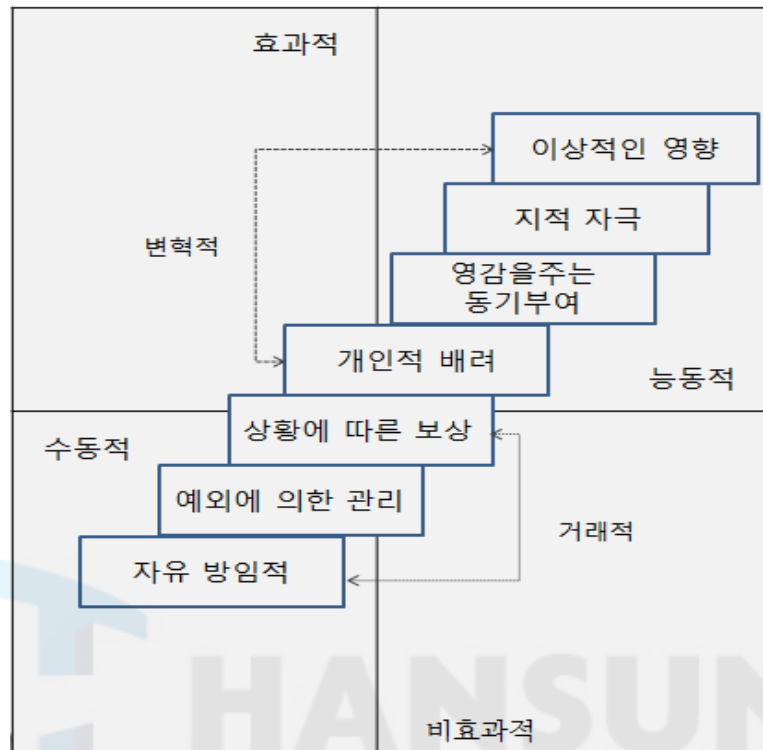 효과적
이상적인 영향
지적 자극
변혁적
영감을주는
동기부여
개인적 배려
능동적
상황에 따른 보상
수동적
예외에 의한 관리
거래적
자유 방임적
HANSUN
비효과적